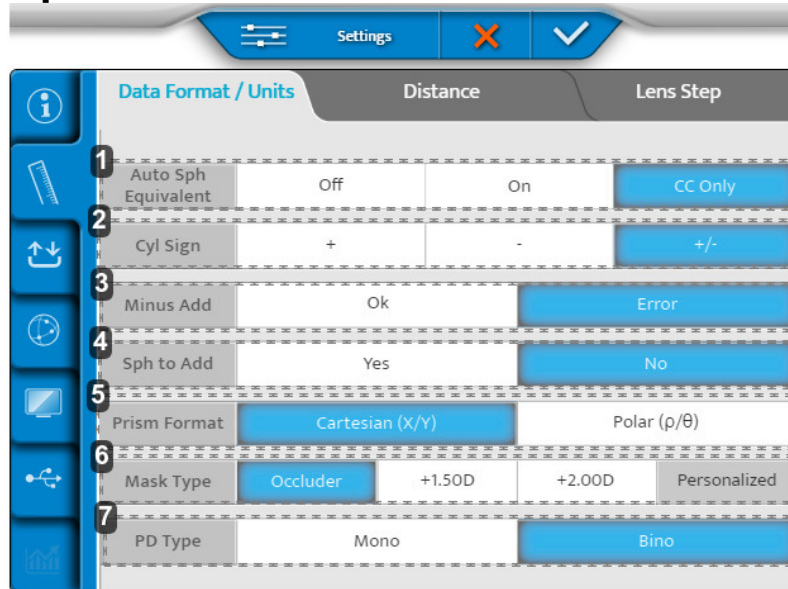 Settings
Data Format / Units Distance Lens Step
1
Auto Sph Equivalent Off On CC Only
2
Cyl Sign + - +/-
3
Minus Add Ok Error
4
Sph to Add Yes No
5
Prism Format Cartesian (X/Y) Polar (ρ/θ)
6
Mask Type Occluder +1.50D +2.00D Personalized
7
PD Type Mono Bino